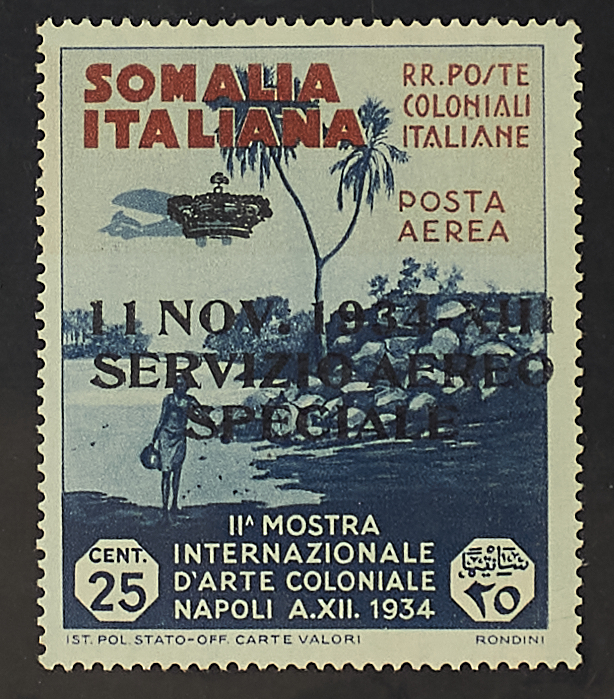 SOMALIA
ITALIANA
RR.POSTE
COLONIALI
ITALIANE
POSTA
AEREA
11 NOV. 1934-XIII
SERVIZIO AEREO
SPECIALE
IIA MOSTRA
INTERNAZIONALE
D'ARTE COLONIALE
NAPOLI A.XII. 1934
CENT.
25
٢٥
IST. POL. STATO-OFF. CARTE VALORI
RONDINI